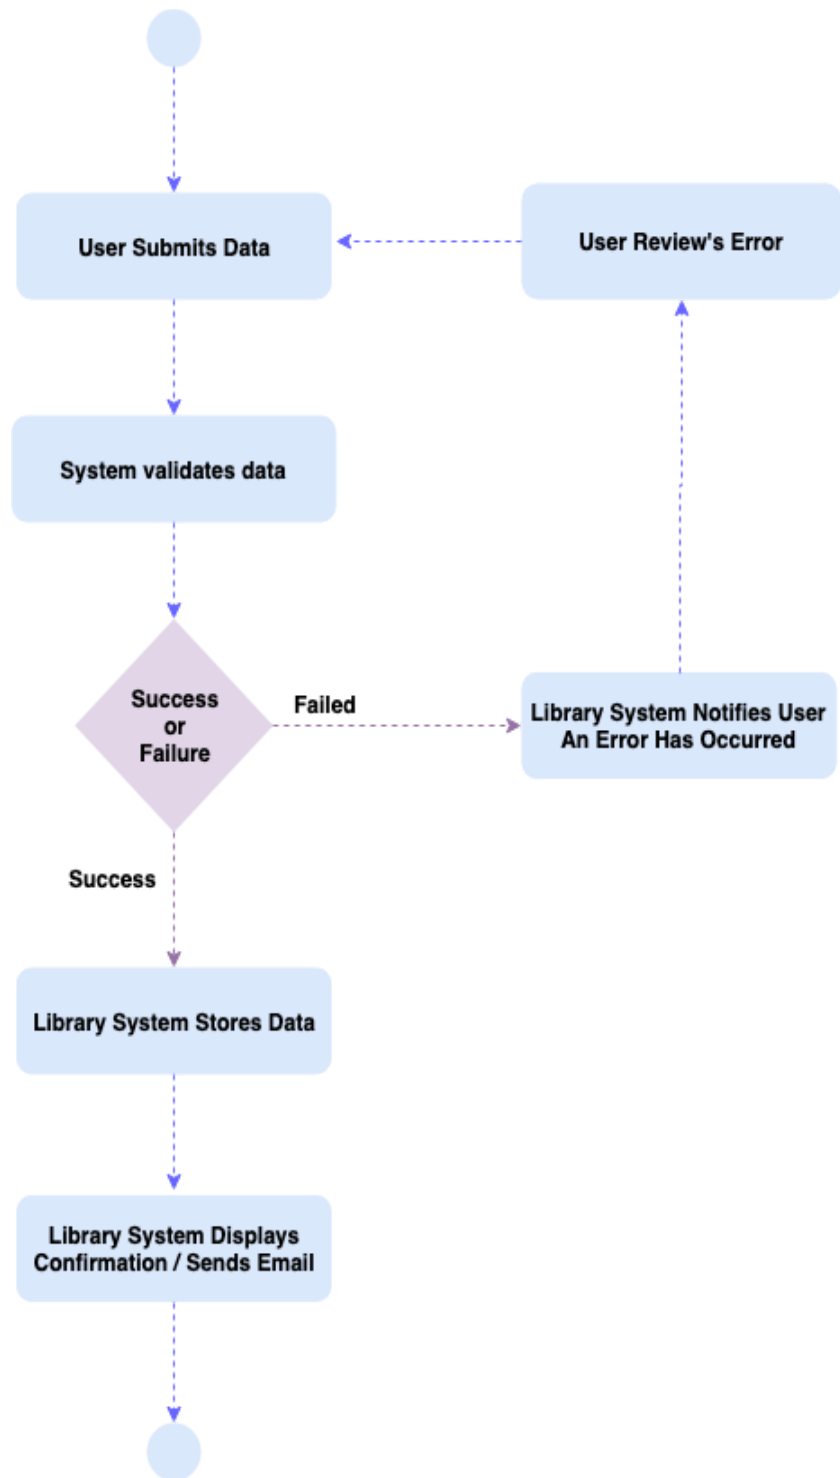 User Submits Data
User Review's Error
System validates data
Success
or
Failure
Failed
Library System Notifies User
An Error Has Occurred
Success
Library System Stores Data
Library System Displays
Confirmation / Sends Email